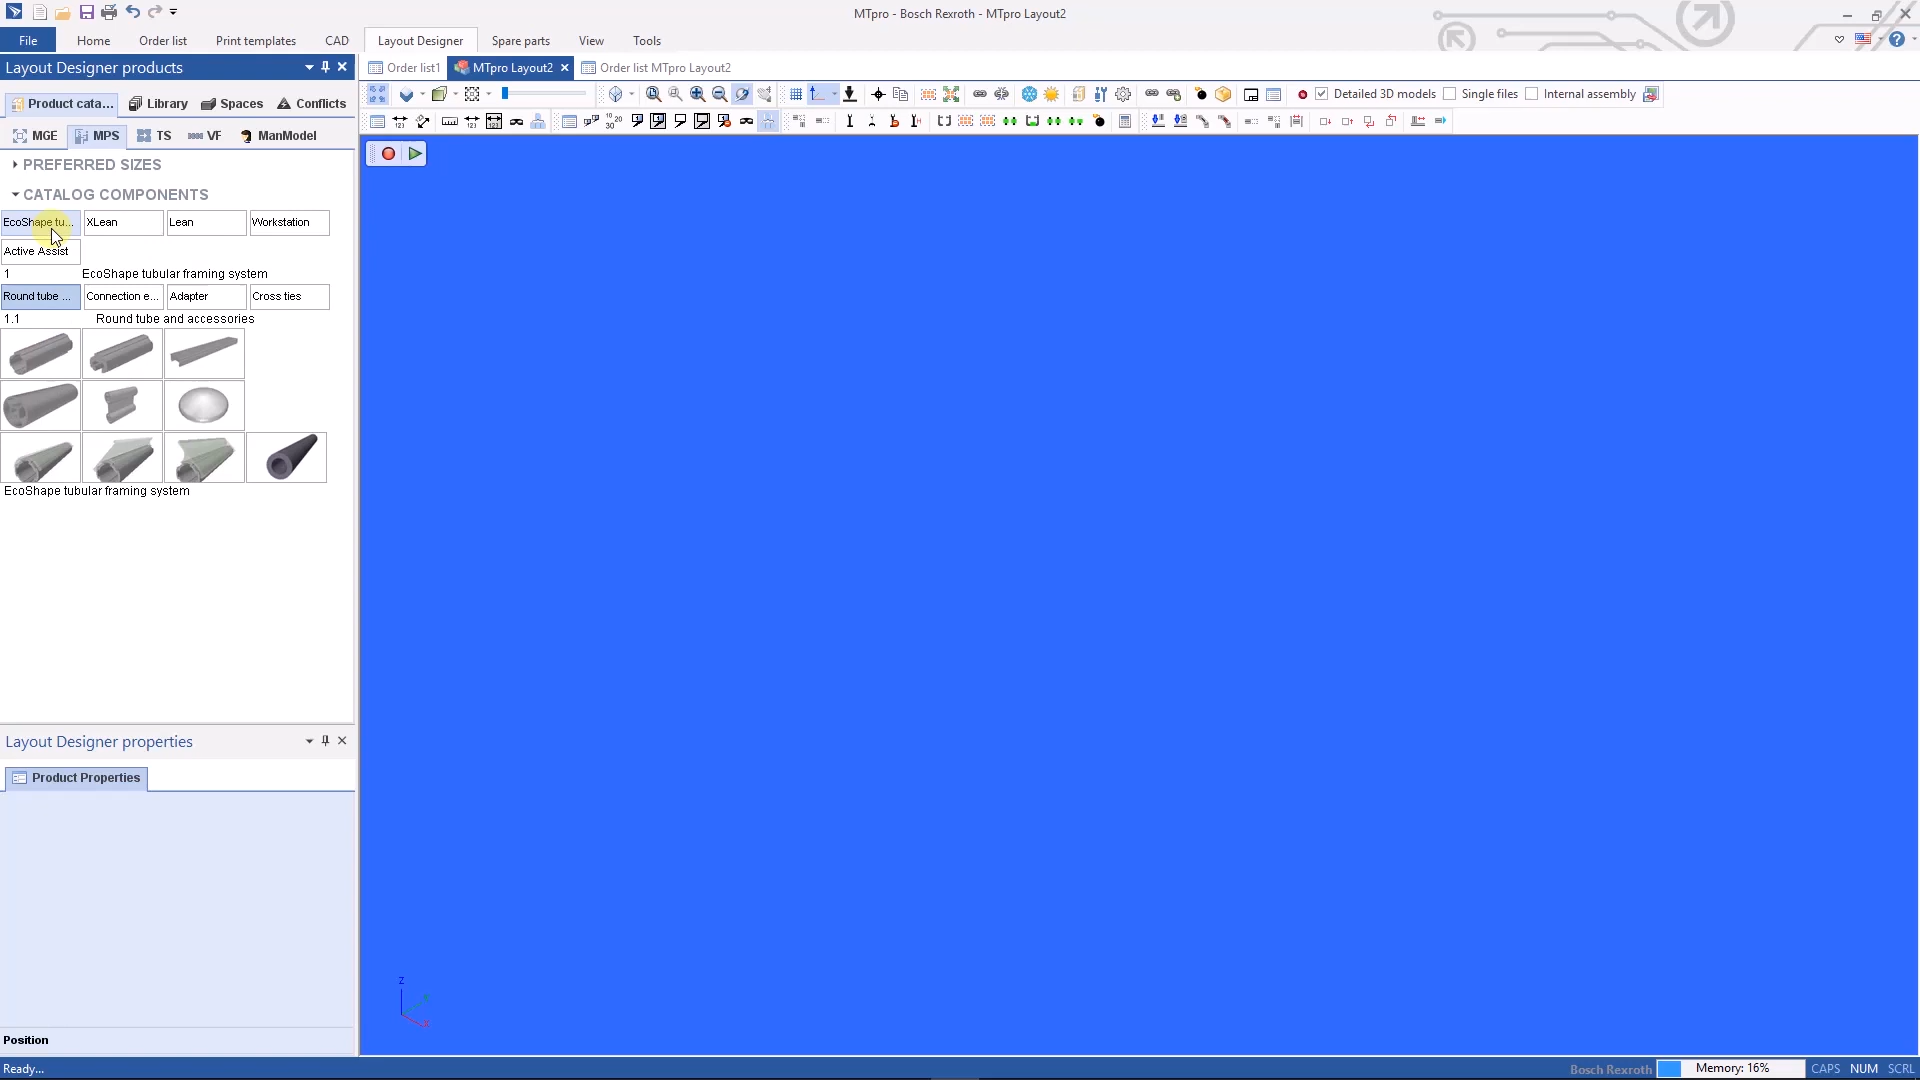 MTpro - Bosch Rexroth - MTpro Layout2
File Home Order list Print templates CAD Layout Designer Spare parts View Tools
Layout Designer products
Order list1 MTpro Layout2 Order list MTpro Layout2
Product cata... Library Spaces Conflicts
Detailed 3D models Single files Internal assembly
MGE MPS TS VF ManModel
PREFERRED SIZES
CATALOG COMPONENTS
EcoShape tu... XLean Lean Workstation
Active Assist
1 EcoShape tubular framing system
Round tube ... Connection e... Adapter Cross ties
1.1 Round tube and accessories
EcoShape tubular framing system
Layout Designer properties
Product Properties
Z
X
Position
Ready...
Bosch Rexroth Memory: 16% CAPS NUM SCRL